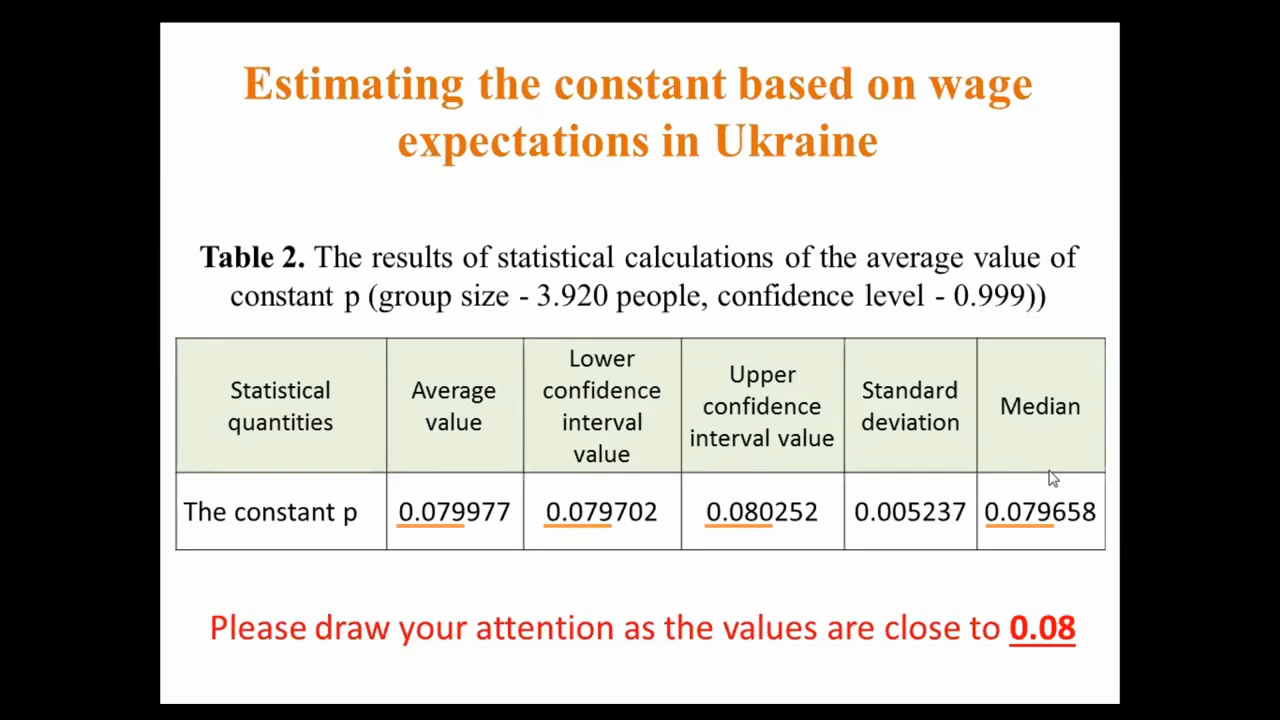 Estimating the constant based on wage
expectations in Ukraine
Table 2. The results of statistical calculations of the average value of
constant p (group size - 3.920 people, confidence level - 0.999))
Statistical
quantities
Average
value
Lower
confidence
interval
value
Upper
confidence
interval value
Standard
deviation
Median
The constant p
0.079977
0.079702
0.080252
0.005237
0.079658
Please draw your attention as the values are close to 0.08